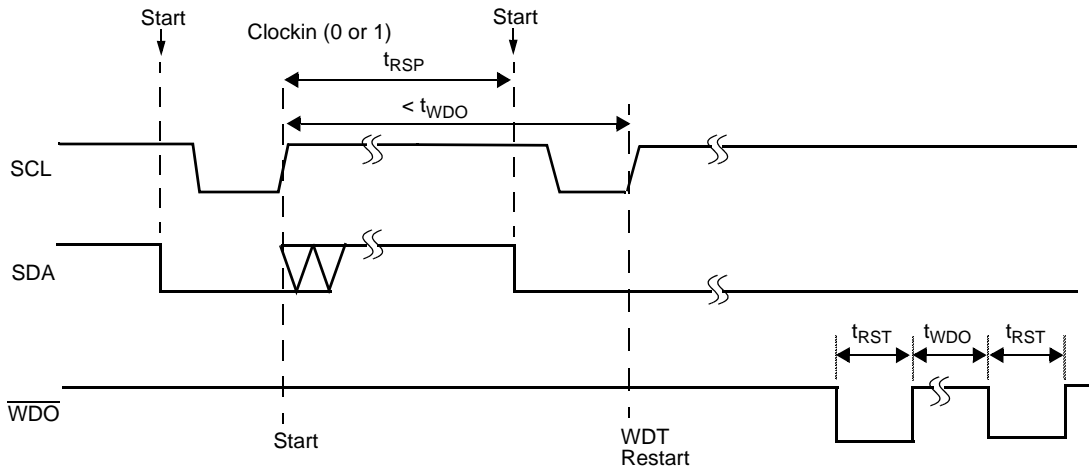 Start
Start
Clockin (0 or 1)
tRSP
< tWDO
SCL
SDA
tRST
tWDO
tRST
WDO
Start
WDT
Restart